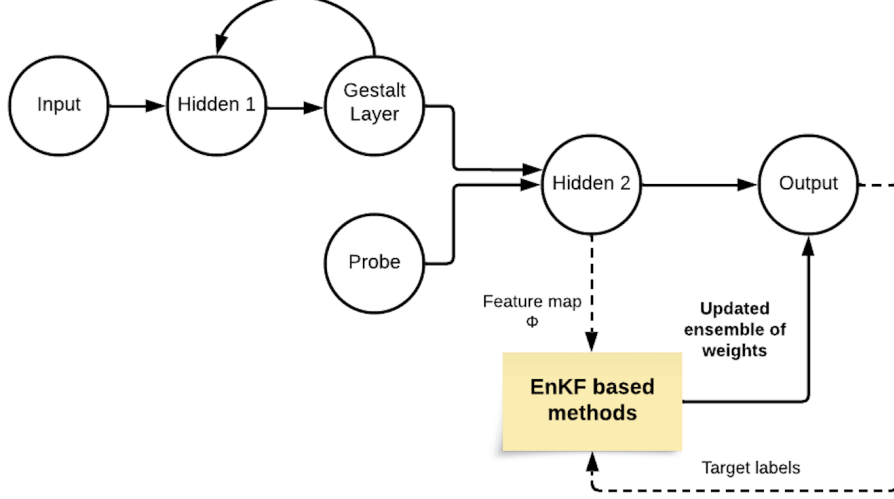 Input
Hidden 1
Gestalt
Layer
Hidden 2
Output
Probe
Feature map
Φ
Updated
ensemble of
weights
EnKF based
methods
Target labels